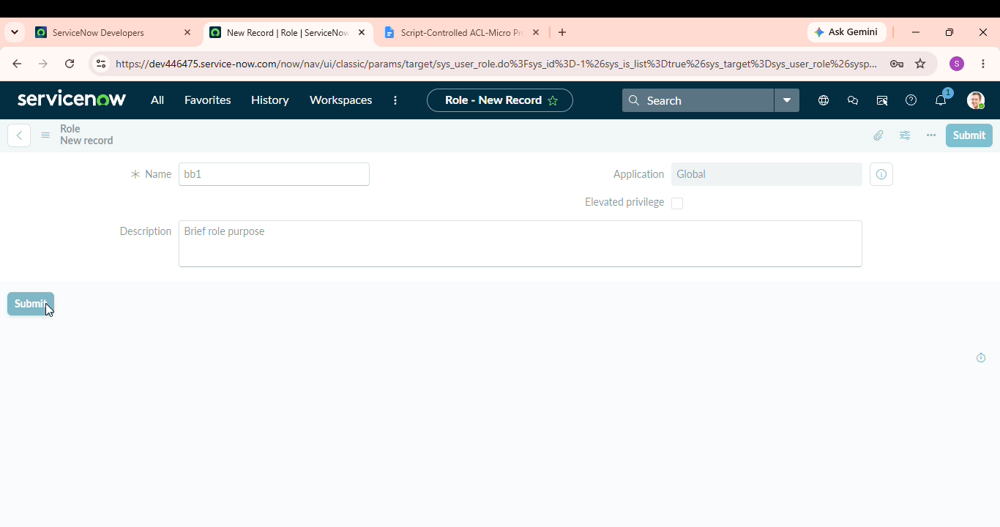 ServiceNow Developers
New Record | Role | ServiceNow
Script-Controlled ACL-Micro Pr
Ask Gemini
https://dev446475.service-now.com/now/nav/ui/classic/params/target/sys_user_role.do%3Fsys_id%3D-1%26sys_is_list%3Dtrue%26sys_target%3Dsys_user_role%26sysp...
S
servicenow
All
Favorites
History
Workspaces
Role - New Record
Search
1
Role
New record
Submit
Name
bb1
Application
Global
Elevated privilege
Description
Brief role purpose
Submit